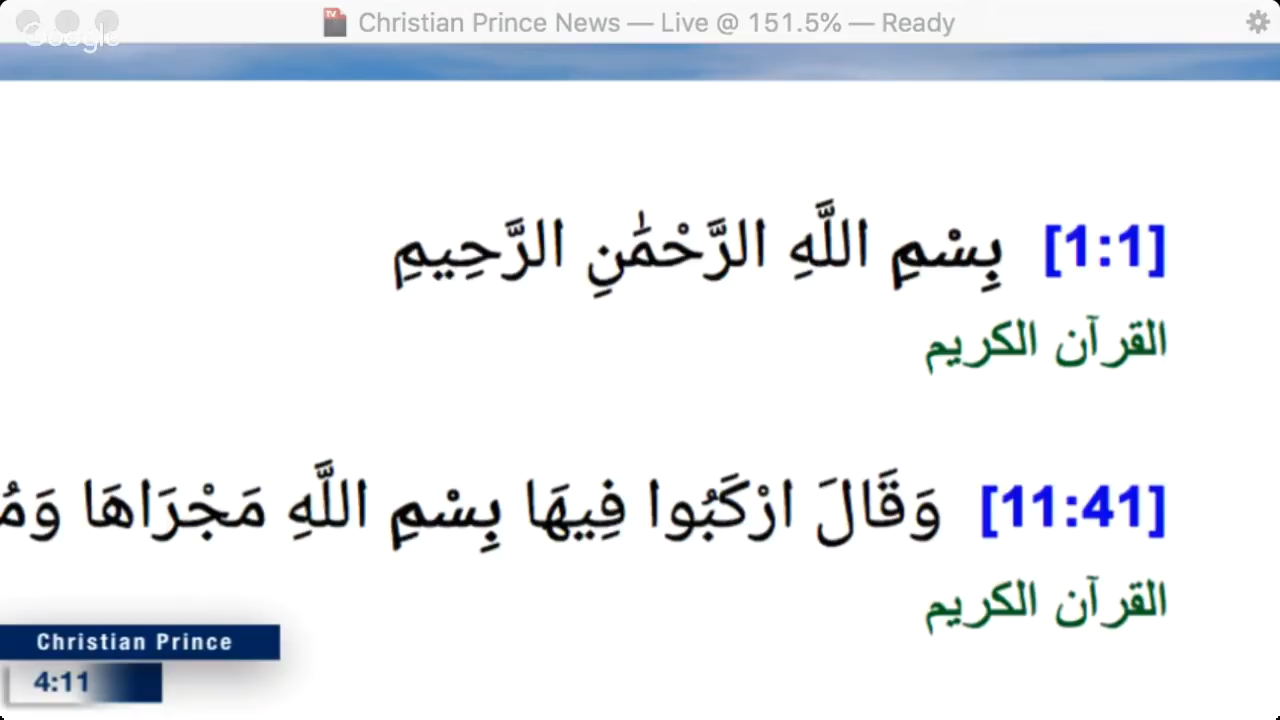 Christian Prince News — Live @ 151.5% — Ready
Google
[1:1] بِسْمِ اللَّهِ الرَّحْمَٰنِ الرَّحِيمِ
القرآن الكريم
[11:41] وَقَالَ ارْكَبُوا فِيهَا بِسْمِ اللَّهِ مَجْرَاهَا وَمُ
القرآن الكريم
Christian Prince
4:11